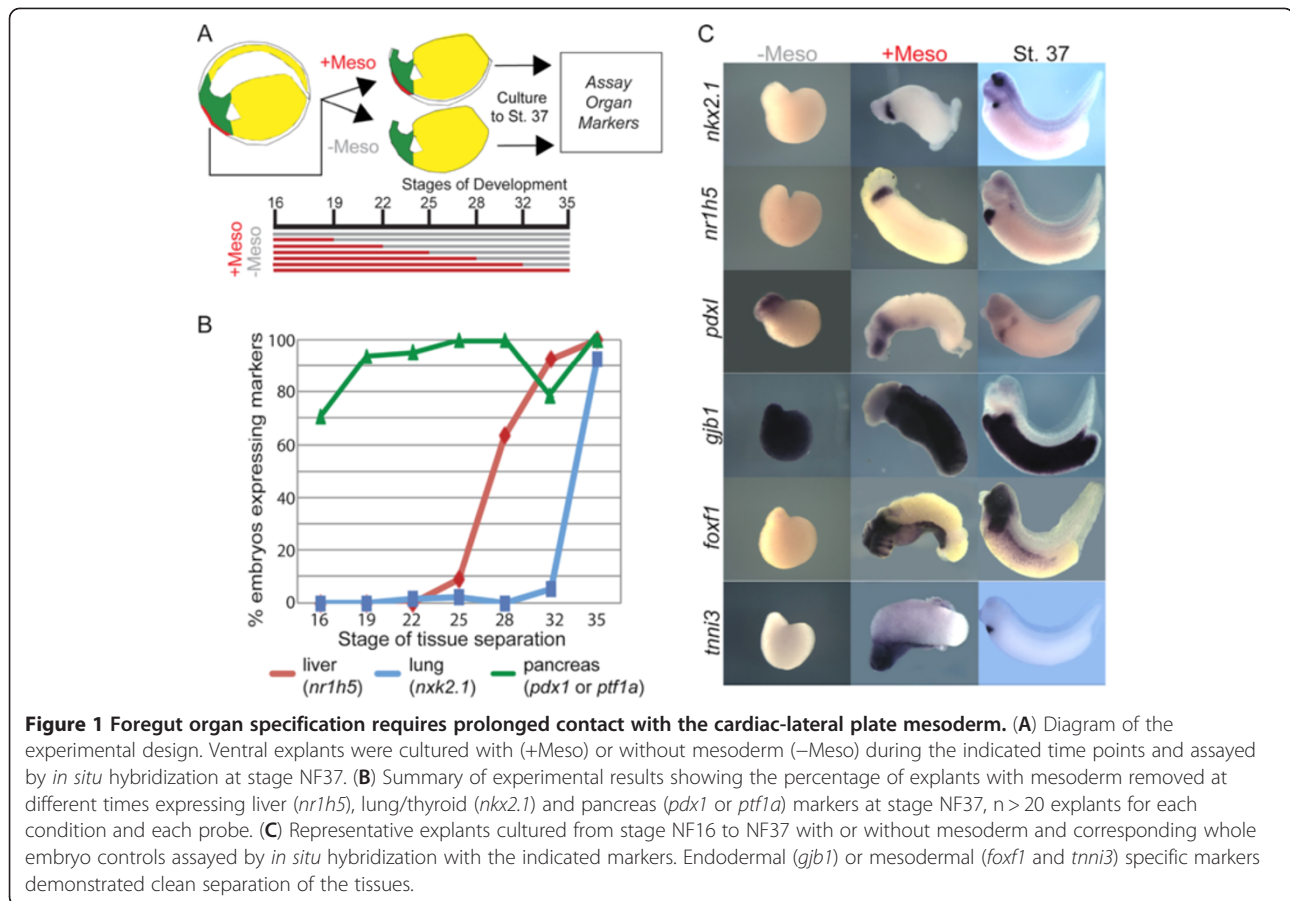 A
+Meso
-Meso
Culture
to St. 37
Assay
Organ
Markers
Stages of Development
16 19 22 25 28 32 35
+Meso
-Meso
B
% embryos expressing markers
100
80
60
40
20
0
16 19 22 25 28 32 35
Stage of tissue separation
liver
(nr1h5)
lung
(nxk2.1)
pancreas
(pdx1 or ptf1a)
C
-Meso +Meso St. 37
nkx2.1
nr1h5
pdxl
gjb1
foxf1
tnni3
Figure 1 Foregut organ specification requires prolonged contact with the cardiac-lateral plate mesoderm. (A) Diagram of the
experimental design. Ventral explants were cultured with (+Meso) or without mesoderm (−Meso) during the indicated time points and assayed
by in situ hybridization at stage NF37. (B) Summary of experimental results showing the percentage of explants with mesoderm removed at
different times expressing liver (nr1h5), lung/thyroid (nkx2.1) and pancreas (pdx1 or ptf1a) markers at stage NF37, n > 20 explants for each
condition and each probe. (C) Representative explants cultured from stage NF16 to NF37 with or without mesoderm and corresponding whole
embryo controls assayed by in situ hybridization with the indicated markers. Endodermal (gjb1) or mesodermal (foxf1 and tnni3) specific markers
demonstrated clean separation of the tissues.